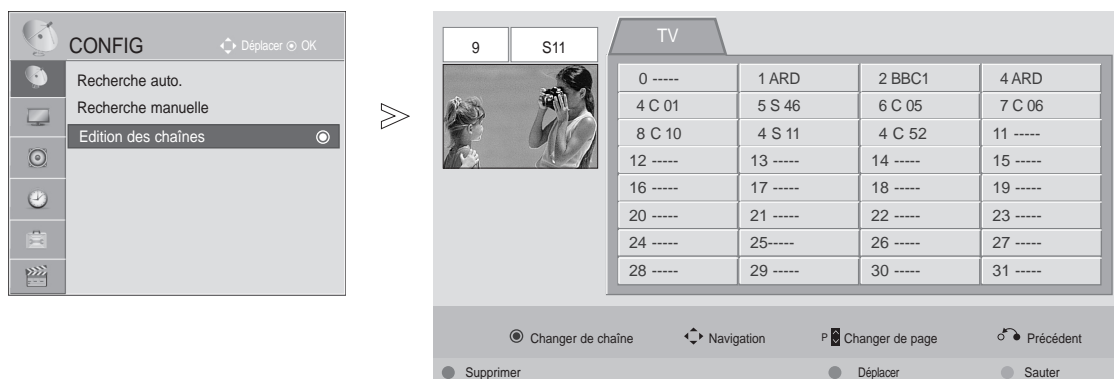 CONFIG
Déplacer OK
Recherche auto.
Recherche manuelle
Edition des chaînes
9 S11
TV
0 ----- 1 ARD 2 BBC1 4 ARD
4 C 01 5 S 46 6 C 05 7 C 06
8 C 10 4 S 11 4 C 52 11 -----
12 ----- 13 ----- 14 ----- 15 -----
16 ----- 17 ----- 18 ----- 19 -----
20 ----- 21 ----- 22 ----- 23 -----
24 ----- 25----- 26 ----- 27 -----
28 ----- 29 ----- 30 ----- 31 -----
Changer de chaîne Navigation P Changer de page Précédent
Supprimer Déplacer Sauter